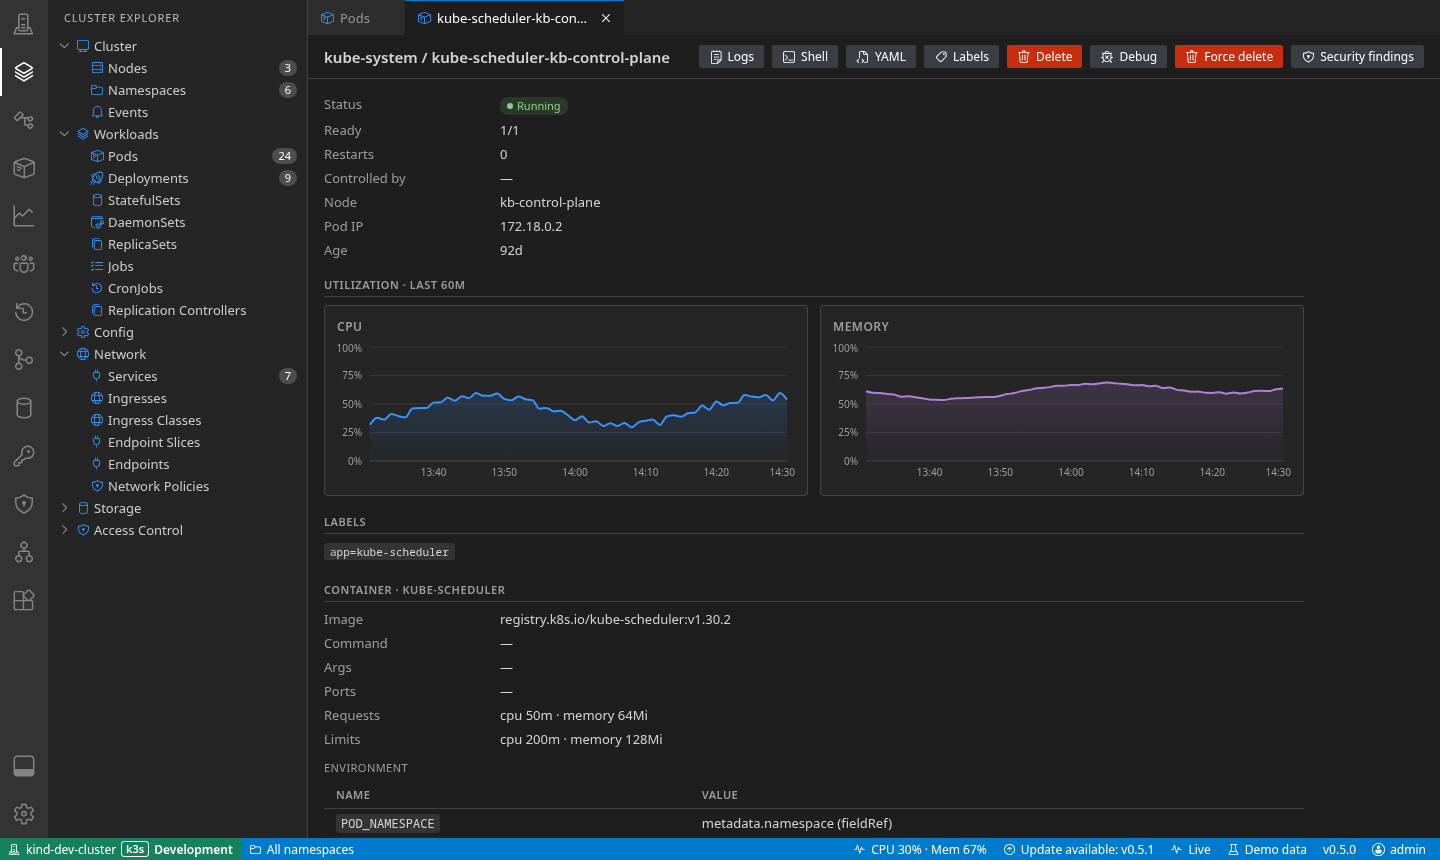 CLUSTER EXPLORER
Cluster
Nodes 3
Namespaces 6
Events
Workloads
Pods 24
Deployments 9
StatefulSets
DaemonSets
ReplicaSets
Jobs
CronJobs
Replication Controllers
Config
Network
Services 7
Ingresses
Ingress Classes
Endpoint Slices
Endpoints
Network Policies
Storage
Access Control
Pods
kube-scheduler-kb-con...
kube-system / kube-scheduler-kb-control-plane
Logs Shell YAML Labels Delete Debug Force delete Security findings
Status Running
Ready 1/1
Restarts 0
Controlled by —
Node kb-control-plane
Pod IP 172.18.0.2
Age 92d
UTILIZATION · LAST 60M
CPU
100%
75%
50%
25%
0%
13:40 13:50 14:00 14:10 14:20 14:30
MEMORY
100%
75%
50%
25%
0%
13:40 13:50 14:00 14:10 14:20 14:30
LABELS
app=kube-scheduler
CONTAINER · KUBE-SCHEDULER
Image registry.k8s.io/kube-scheduler:v1.30.2
Command —
Args —
Ports —
Requests cpu 50m · memory 64Mi
Limits cpu 200m · memory 128Mi
ENVIRONMENT
NAME VALUE
POD_NAMESPACE metadata.namespace (fieldRef)
kind-dev-cluster k3s Development All namespaces CPU 30% · Mem 67% Update available: v0.5.1 Live Demo data v0.5.0 admin